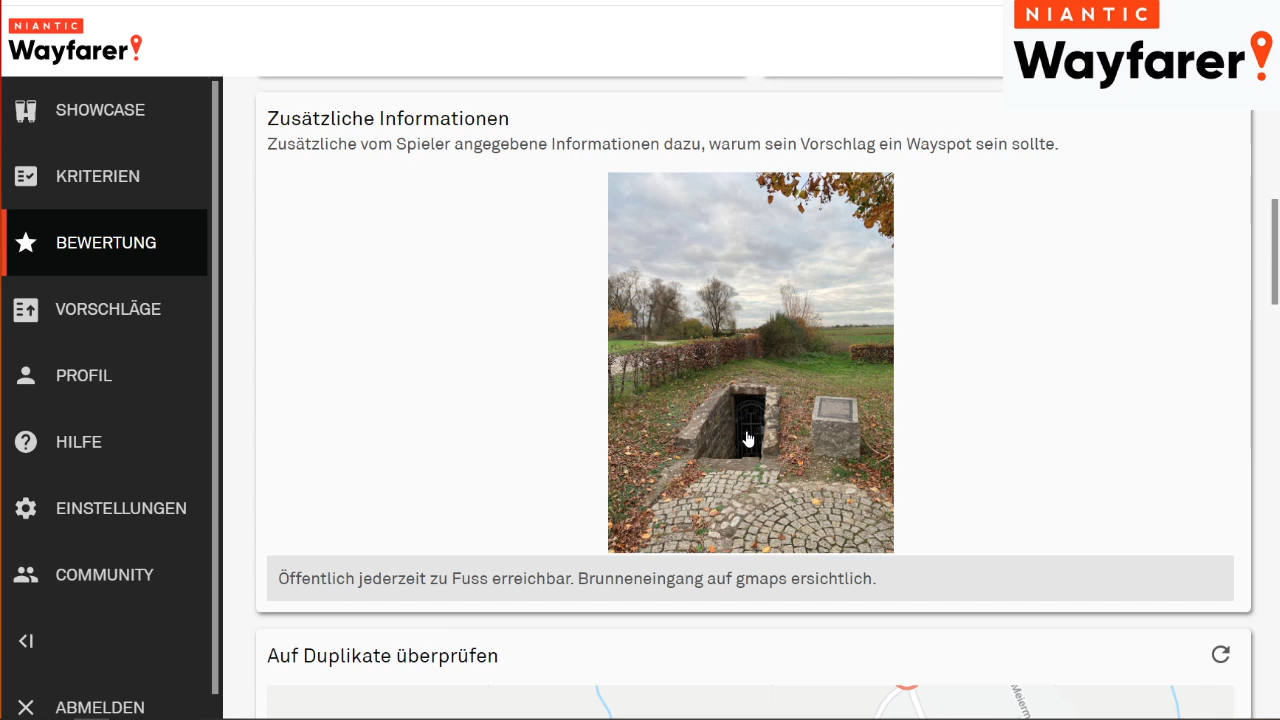 NIANTIC
Wayfarer!
NIANTIC
Wayfarer!
SHOWCASE
KRITERIEN
BEWERTUNG
VORSCHLÄGE
PROFIL
HILFE
EINSTELLUNGEN
COMMUNITY
ABMELDEN
Zusätzliche Informationen
Zusätzliche vom Spieler angegebene Informationen dazu, warum sein Vorschlag ein Wayspot sein sollte.
Öffentlich jederzeit zu Fuss erreichbar. Brunneneingang auf gmaps ersichtlich.
Auf Duplikate überprüfen